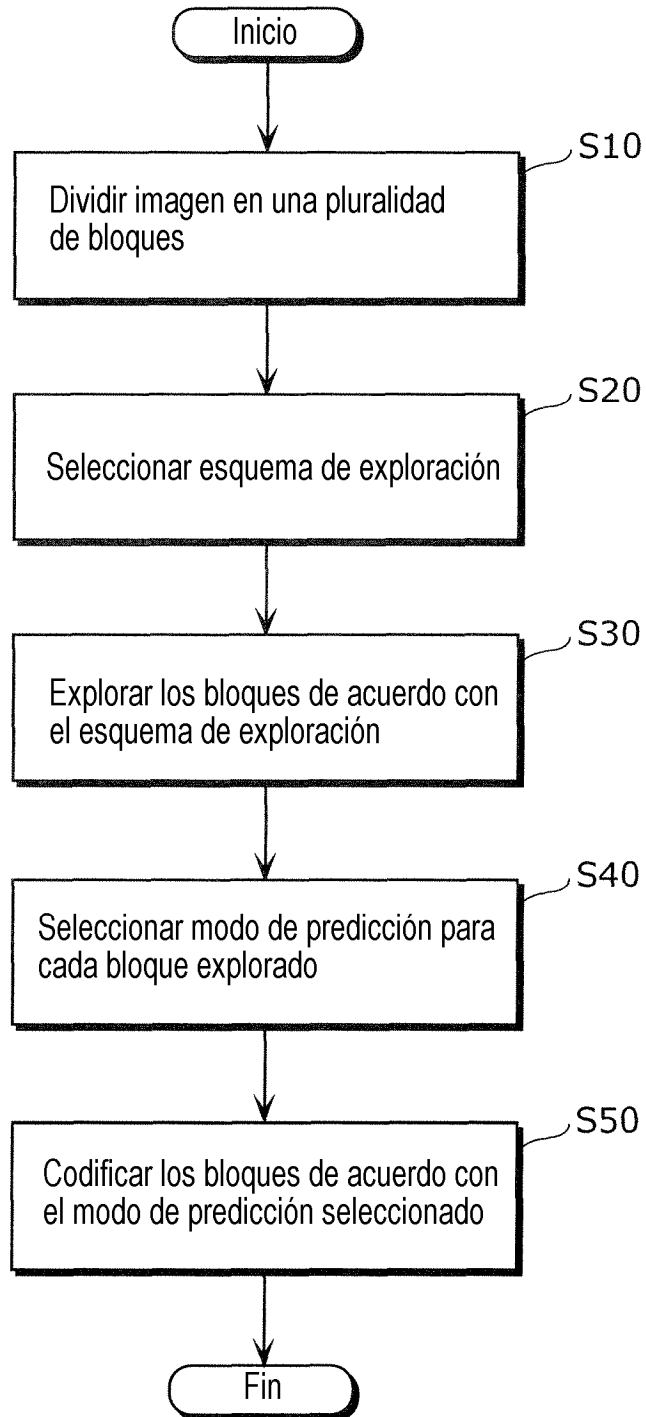 Inicio
S10
Dividir imagen en una pluralidad
de bloques
S20
Seleccionar esquema de exploración
S30
Explorar los bloques de acuerdo con
el esquema de exploración
S40
Seleccionar modo de predicción para
cada bloque explorado
S50
Codificar los bloques de acuerdo con
el modo de predicción seleccionado
Fin